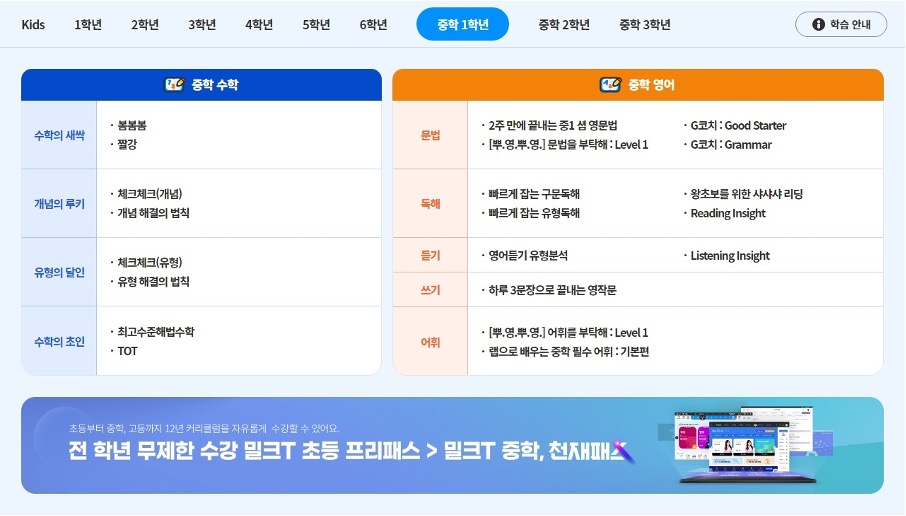 Kids 1학년 2학년 3학년 4학년 5학년 6학년 중학 1학년 중학 2학년 중학 3학년 학습 안내
중학 수학
수학의 새싹
· 봄봄봄
· 짤강
개념의 루키
· 체크체크(개념)
· 개념 해결의 법칙
유형의 달인
· 체크체크(유형)
· 유형 해결의 법칙
수학의 초인
· 최고수준해법수학
· TOT
중학 영어
문법
· 2주 만에 끝내는 중1 셈 영문법 · G코치 : Good Starter
· [뿌.영.뿌.영.] 문법을 부탁해 : Level 1 · G코치 : Grammar
독해
· 빠르게 잡는 구문독해 · 왕초보를 위한 샤샤샤 리딩
· 빠르게 잡는 유형독해 · Reading Insight
듣기
· 영어듣기 유형분석 · Listening Insight
쓰기
· 하루 3문장으로 끝내는 영작문
어휘
· [뿌.영.뿌.영.] 어휘를 부탁해 : Level 1
· 랩으로 배우는 중학 필수 어휘 : 기본편
초등부터 중학, 고등까지 12년 커리큘럼을 자유롭게 수강할 수 있어요.
전 학년 무제한 수강 밀크T 초등 프리패스 > 밀크T 중학, 천재패스